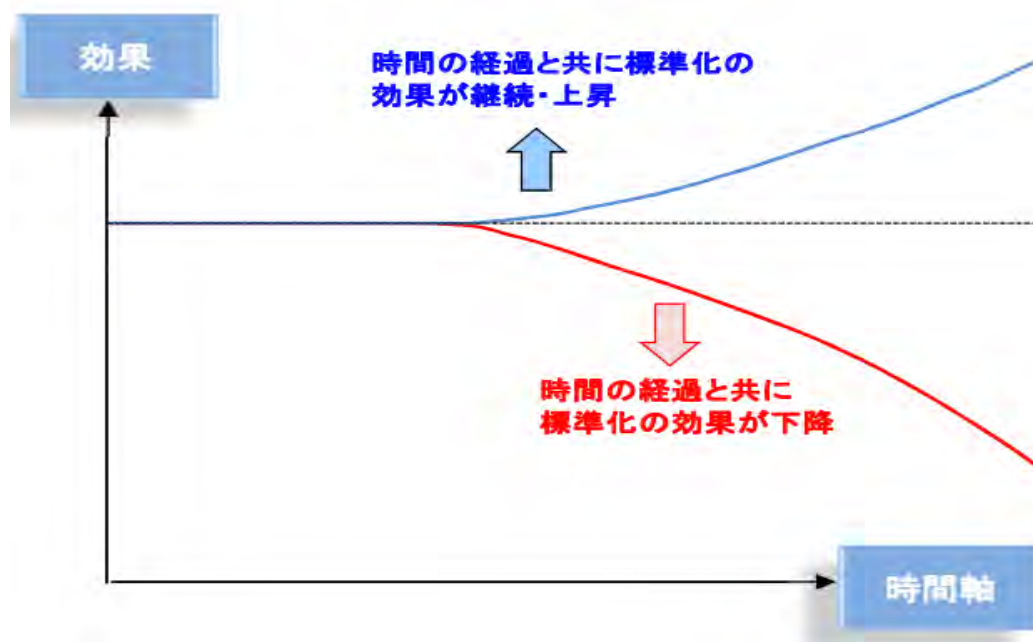 効果
時間の経過と共に標準化の
効果が継続・上昇
時間の経過と共に
標準化の効果が下降
時間軸